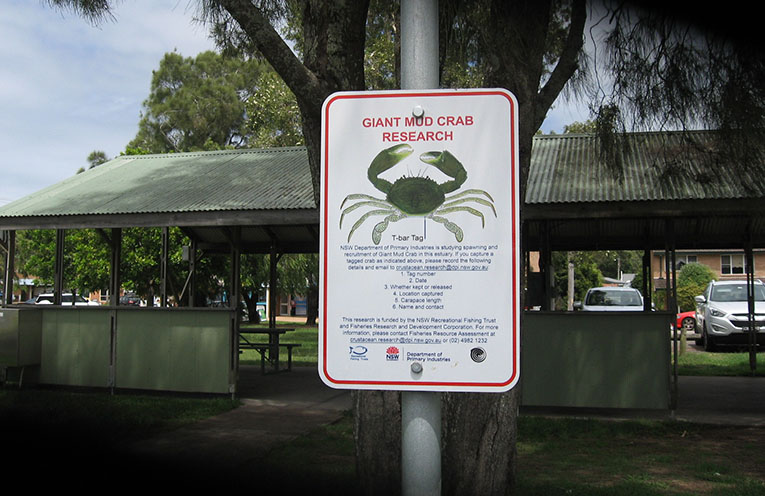 GIANT MUD CRAB
RESEARCH
T-bar Tag
NSW Department of Primary Industries is studying spawning and
recruitment of Giant Mud Crab in this estuary. If you capture a
tagged crab as indicated above, please record the following
details and email to crustacean.research@dpi.nsw.gov.au
1. Tag number
2. Date
3. Whether kept or released
4. Location captured
5. Carapace length
6. Name and contact
This research is funded by the NSW Recreational Fishing Trust
and Fisheries Research and Development Corporation. For more
information, please contact Fisheries Resource Assessment at
crustacean.research@dpi.nsw.gov.au or (02) 4982 1232
Recreational
Fishing Trusts
NSW
Department of
Primary Industries